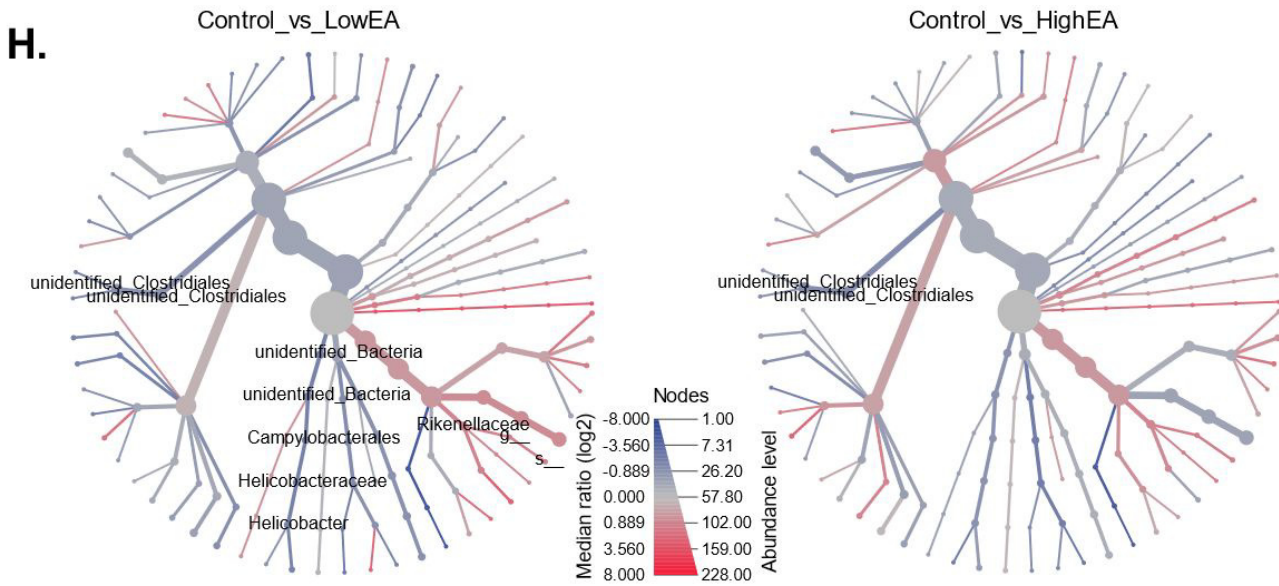 H.
Control_vs_LowEA
Control_vs_HighEA
unidentified_Clostridiales
unidentified_Clostridiales
unidentified_Bacteria
unidentified_Bacteria
Rikenellaceae
g__
Campylobacterales
s__
Helicobacteraceae
Helicobacter
unidentified_Clostridiales
unidentified_Clostridiales
Nodes
Median ratio (log2)
Abundance level
-8.000 1.00
-3.560 7.31
-0.889 26.20
0.000 57.80
0.889 102.00
3.560 159.00
8.000 228.00